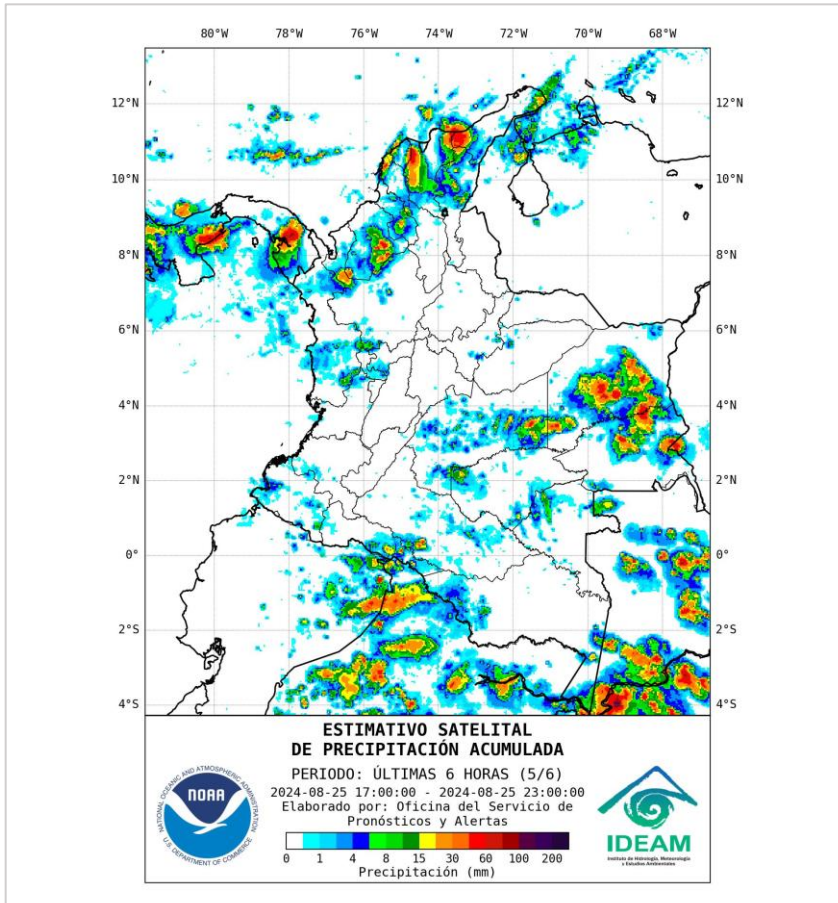 80°W 78°W 76°W 74°W 72°W 70°W 68°W
12°N 12°N
10°N 10°N
8°N 8°N
6°N 6°N
4°N 4°N
2°N 2°N
0° 0°
2°S 2°S
4°S 4°S
ESTIMATIVO SATELITAL
DE PRECIPITACIÓN ACUMULADA
PERIODO: ÚLTIMAS 6 HORAS (5/6)
2024-08-25 17:00:00 - 2024-08-25 23:00:00
Elaborado por: Oficina del Servicio de
Pronósticos y Alertas
0 1 4 8 15 30 60 100 200
Precipitación (mm)
NATIONAL OCEANIC AND ATMOSPHERIC ADMINISTRATION
NOAA
U.S. DEPARTMENT OF COMMERCE
IDEAM
Instituto de Hidrología, Meteorología
y Estudios Ambientales